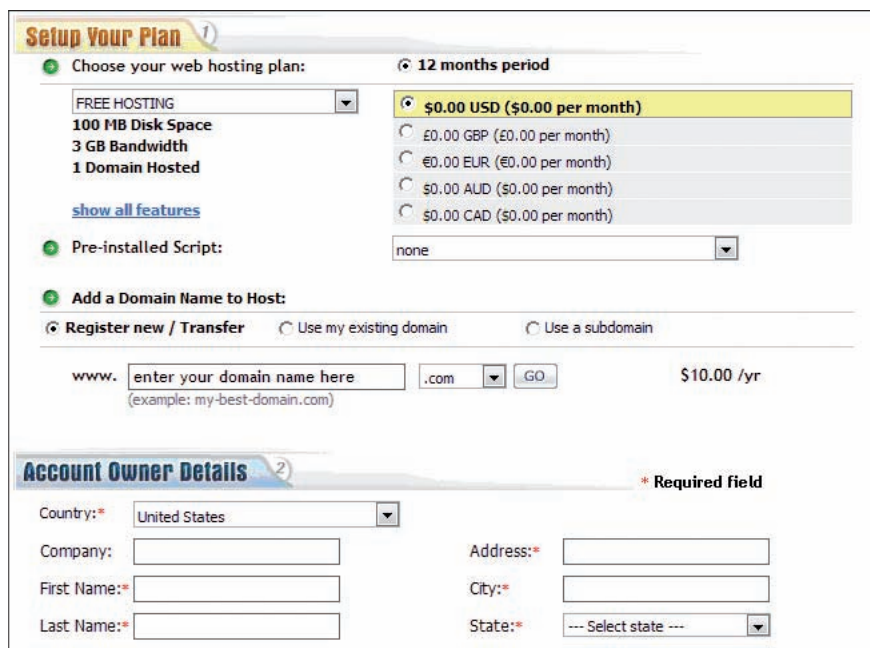 Setup Your Plan 1
Choose your web hosting plan:
12 months period
FREE HOSTING
100 MB Disk Space
3 GB Bandwidth
1 Domain Hosted
show all features
$0.00 USD ($0.00 per month)
£0.00 GBP (£0.00 per month)
€0.00 EUR (€0.00 per month)
$0.00 AUD ($0.00 per month)
$0.00 CAD ($0.00 per month)
Pre-installed Script:
none
Add a Domain Name to Host:
Register new / Transfer Use my existing domain Use a subdomain
www. enter your domain name here .com GO $10.00 /yr
(example: my-best-domain.com)
Account Owner Details 2
* Required field
Country:* United States
Company: Address:*
First Name:* City:*
Last Name:* State:* --- Select state ---